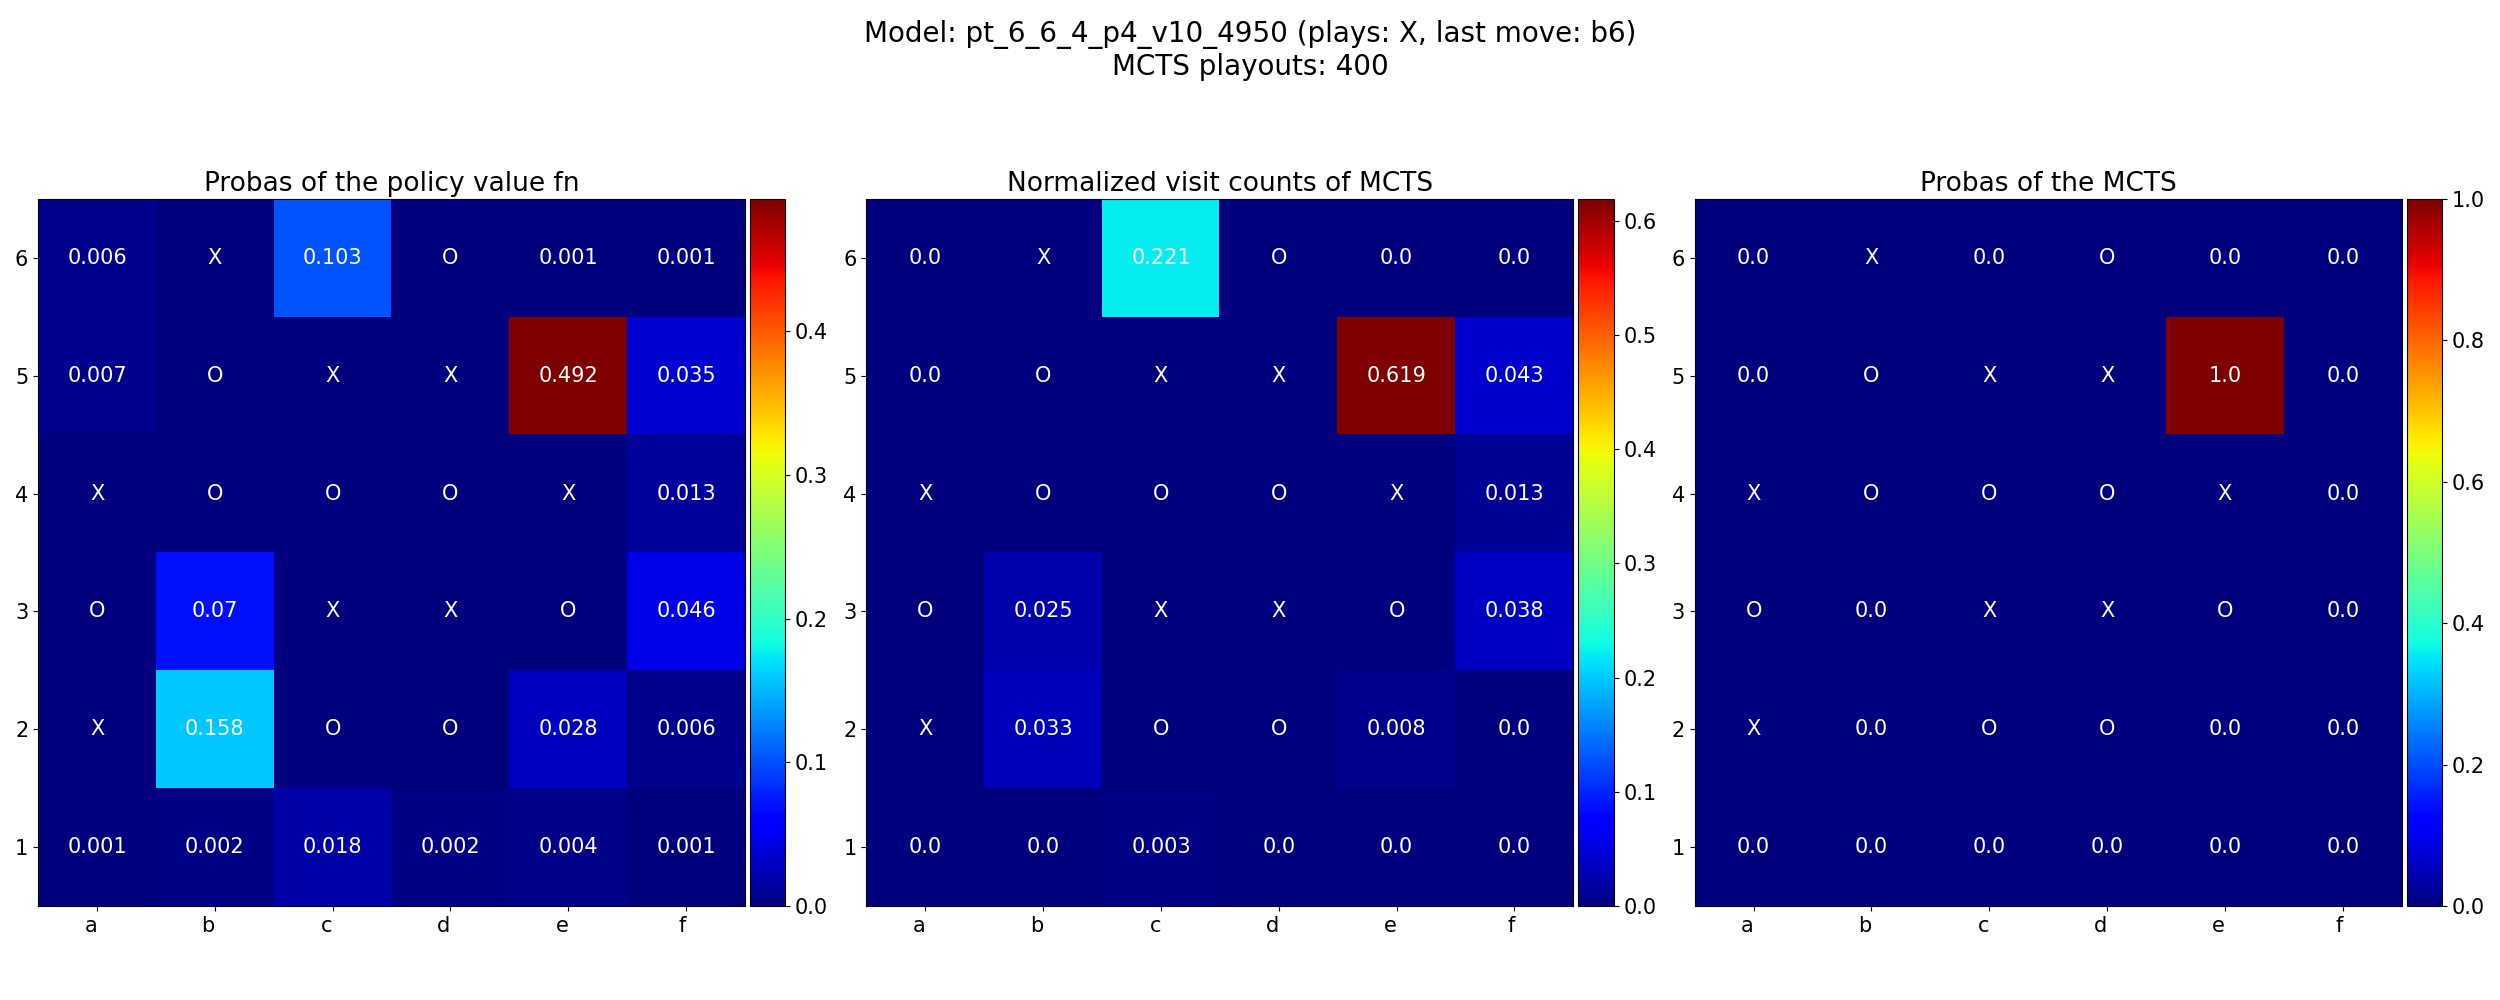 Model: pt_6_6_4_p4_v10_4950 (plays: X, last move: b6)
MCTS playouts: 400
Probas of the policy value fn
6 0.006 X 0.103 O 0.001 0.001
5 0.007 O X X 0.492 0.035
4 X O O O X 0.013
3 O 0.07 X X O 0.046
2 X 0.158 O O 0.028 0.006
1 0.001 0.002 0.018 0.002 0.004 0.001
a b c d e f
0.4
0.3
0.2
0.1
0.0
Normalized visit counts of MCTS
6 0.0 X 0.221 O 0.0 0.0
5 0.0 O X X 0.619 0.043
4 X O O O X 0.013
3 O 0.025 X X O 0.038
2 X 0.033 O O 0.008 0.0
1 0.0 0.0 0.003 0.0 0.0 0.0
a b c d e f
0.6
0.5
0.4
0.3
0.2
0.1
0.0
Probas of the MCTS
6 0.0 X 0.0 O 0.0 0.0
5 0.0 O X X 1.0 0.0
4 X O O O X 0.0
3 O 0.0 X X O 0.0
2 X 0.0 O O 0.0 0.0
1 0.0 0.0 0.0 0.0 0.0 0.0
a b c d e f
1.0
0.8
0.6
0.4
0.2
0.0